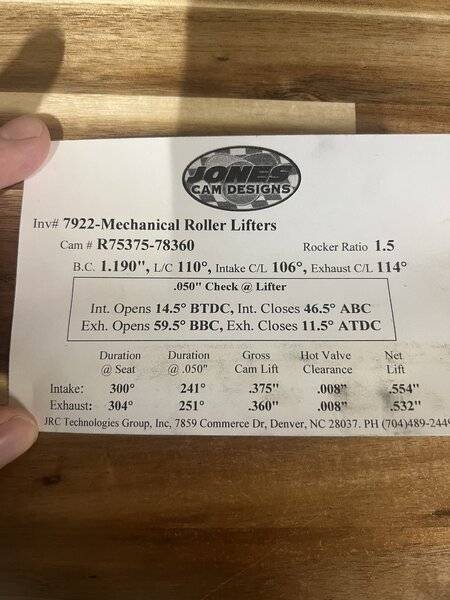 JONES
CAM DESIGNS
Inv# 7922-Mechanical Roller Lifters
Cam # R75375-78360 Rocker Ratio 1.5
B.C. 1.190", L/C 110°, Intake C/L 106°, Exhaust C/L 114°
.050" Check @ Lifter
Int. Opens 14.5° BTDC, Int. Closes 46.5° ABC
Exh. Opens 59.5° BBC, Exh. Closes 11.5° ATDC
Duration Duration Gross Hot Valve Net
@ Seat @ .050" Cam Lift Clearance Lift
Intake: 300° 241° .375" .008" .554"
Exhaust: 304° 251° .360" .008" .532"
JRC Technologies Group, Inc, 7859 Commerce Dr, Denver, NC 28037. PH (704)489-2449